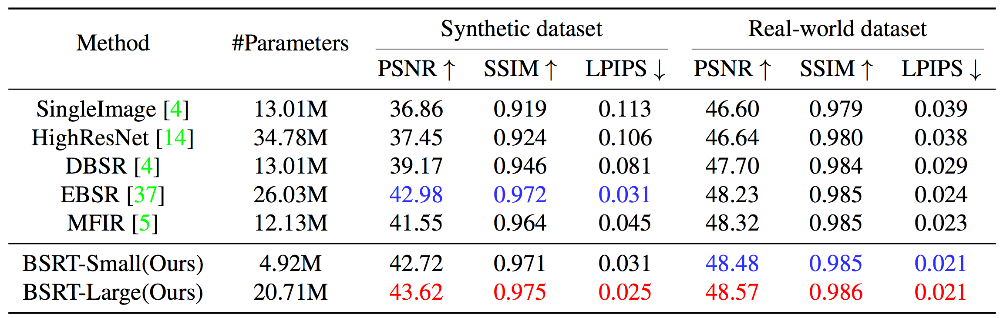 Method #Parameters Synthetic dataset Real-world dataset
PSNR ↑ SSIM ↑ LPIPS ↓ PSNR ↑ SSIM ↑ LPIPS ↓
SingleImage [4] 13.01M 36.86 0.919 0.113 46.60 0.979 0.039
HighResNet [14] 34.78M 37.45 0.924 0.106 46.64 0.980 0.038
DBSR [4] 13.01M 39.17 0.946 0.081 47.70 0.984 0.029
EBSR [37] 26.03M 42.98 0.972 0.031 48.23 0.985 0.024
MFIR [5] 12.13M 41.55 0.964 0.045 48.32 0.985 0.023
BSRT-Small(Ours) 4.92M 42.72 0.971 0.031 48.48 0.985 0.021
BSRT-Large(Ours) 20.71M 43.62 0.975 0.025 48.57 0.986 0.021